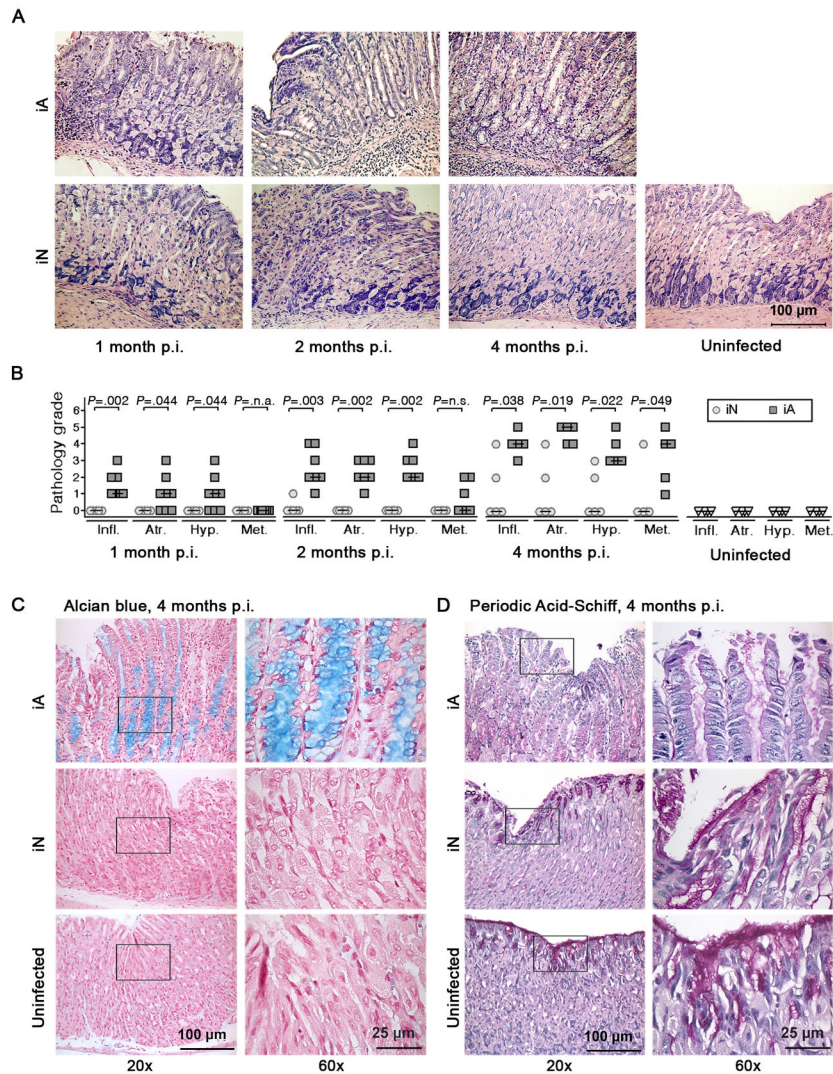 A
iA
iN
1 month p.i.
2 months p.i.
4 months p.i.
Uninfected
100 µm
B
P=.002 P=.044 P=.044 P=.n.a. P=.003 P=.002 P=.002 P=n.s. P=.038 P=.019 P=.022 P=.049
iN iA
Pathology grade
6
5
4
3
2
1
0
Infl. Atr. Hyp. Met. Infl. Atr. Hyp. Met. Infl. Atr. Hyp. Met. Infl. Atr. Hyp. Met.
1 month p.i. 2 months p.i. 4 months p.i. Uninfected
C Alcian blue, 4 months p.i.
iA
iN
Uninfected
100 µm 25 µm
20x 60x
D Periodic Acid-Schiff, 4 months p.i.
iA
iN
Uninfected
100 µm 25 µm
20x 60x